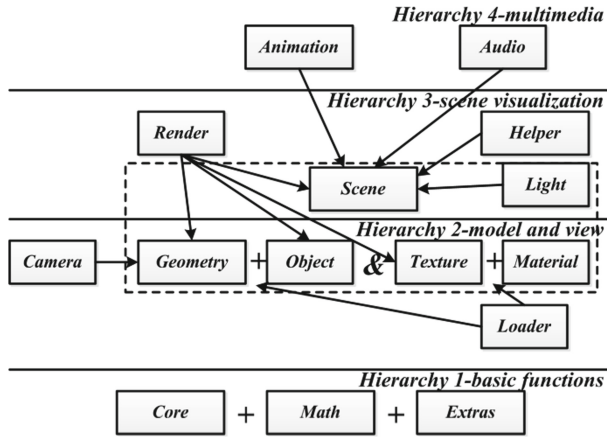 Hierarchy 4-multimedia
Animation
Audio
Hierarchy 3-scene visualization
Render
Helper
Scene
Light
Hierarchy 2-model and view
Camera
Geometry + Object & Texture + Material
Loader
Hierarchy 1-basic functions
Core + Math + Extras